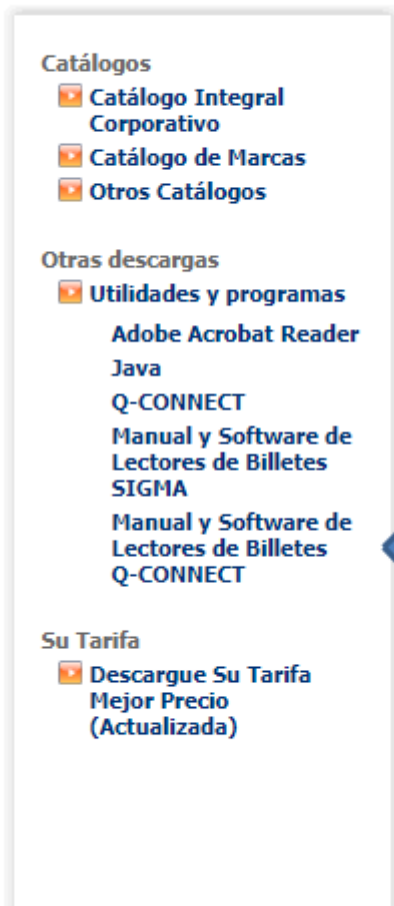 Catálogos
Catálogo Integral
Corporativo
Catálogo de Marcas
Otros Catálogos
Otras descargas
Utilidades y programas
Adobe Acrobat Reader
Java
Q-CONNECT
Manual y Software de
Lectores de Billetes
SIGMA
Manual y Software de
Lectores de Billetes
Q-CONNECT
Su Tarifa
Descargue Su Tarifa
Mejor Precio
(Actualizada)